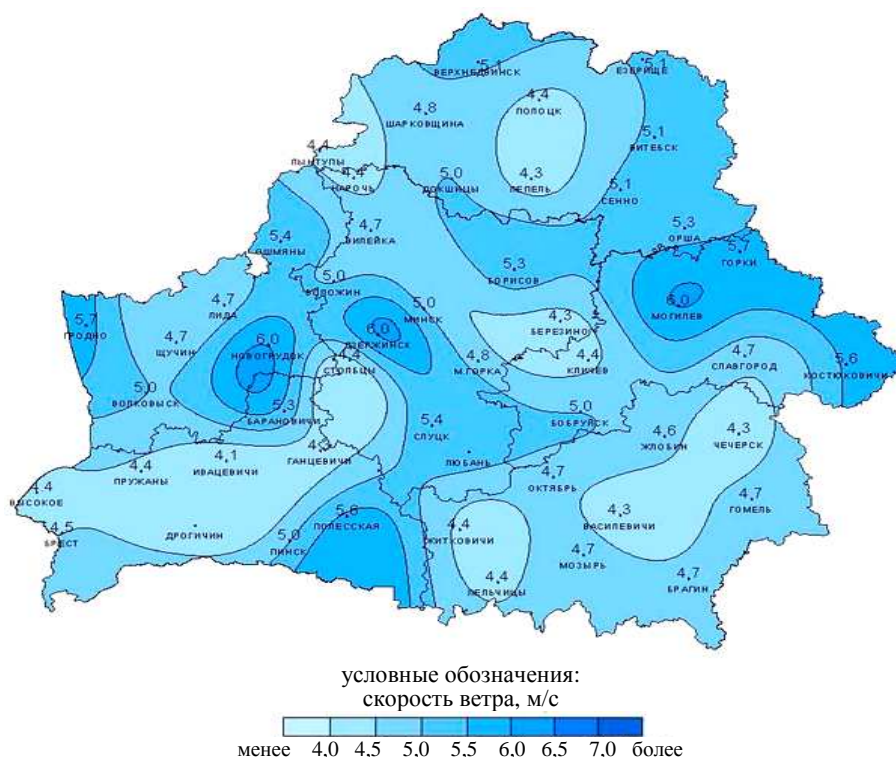 5,1
ВЕРХНЕДВИНСК
5,1
ЕЗЕРИЩЕ
4,8
ШАРКОВЩИНА
4,4
ПОЛОЦК
5,1
ВИТЕБСК
4,4
ЛЫНТУПЫ
4,4
НАРОЧЬ
5,0
ДОКШИЦЫ
4,3
ЛЕПЕЛЬ
5,1
СЕННО
5,3
ОРША
5,7
ГОРКИ
5,4
ОШМЯНЫ
4,7
ВИЛЕЙКА
5,3
БОРИСОВ
5,0
ВОЛОЖИН
5,0
МИНСК
6,0
МОГИЛЕВ
5,7
ГРОДНО
4,7
ЛИДА
4,7
ЩУЧИН
6,0
НОВОГРУДОК
6,0
ДЗЕРЖИНСК
4,3
БЕРЕЗИНО
4,4
СТОЛБЦЫ
4,8
М.ГОРКА
4,4
КЛИЧЕВ
4,7
СЛАВГОРОД
5,6
КОСТЮКОВИЧИ
5,0
ВОЛКОВЫСК
5,3
БАРАНОВИЧИ
5,4
СЛУЦК
5,0
БОБРУЙСК
4,6
ЖЛОБИН
4,3
ЧЕЧЕРСК
4,4
ПРУЖАНЫ
4,1
ИВАЦЕВИЧИ
ГАНЦЕВИЧИ
ЛЮБАНЬ
4,7
ОКТЯБРЬ
4,4
ВЫСОКОЕ
4,5
БРЕСТ
ДРОГИЧИН
5,0
ПИНСК
ПОЛЕССКАЯ
4,4
ЖИТКОВИЧИ
4,3
ВАСИЛЕВИЧИ
4,7
ГОМЕЛЬ
4,7
МОЗЫРЬ
4,4
ЛЕЛЬЧИЦЫ
4,7
БРАГИН
условные обозначения:
скорость ветра, м/с
менее 4,0 4,5 5,0 5,5 6,0 6,5 7,0 более